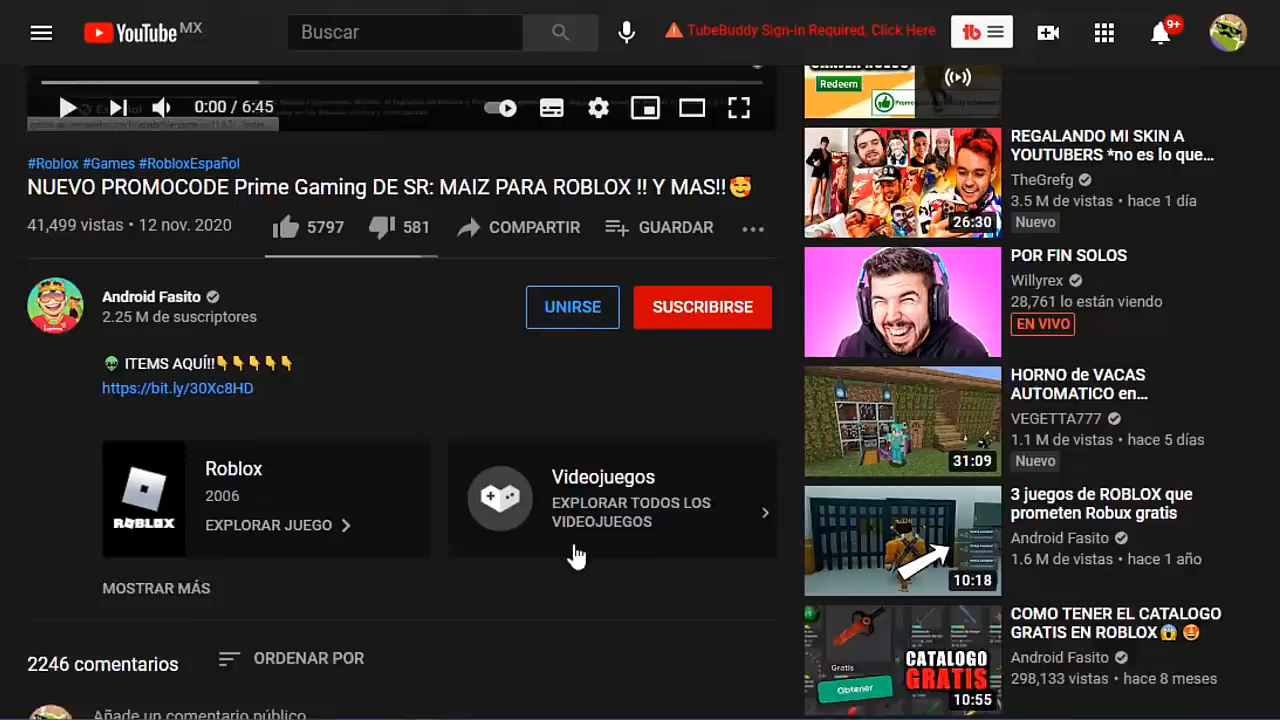 YouTube MX
Buscar
TubeBuddy Sign-in Required, Click Here
tb
9+
0:00 / 6:45
#Roblox #Games #RobloxEspañol
NUEVO PROMOCODE Prime Gaming DE SR: MAIZ PARA ROBLOX !! Y MAS!!🥰
41,499 vistas • 12 nov. 2020
5797
581
COMPARTIR
GUARDAR
Android Fasito
2.25 M de suscriptores
UNIRSE
SUSCRIBIRSE
👽 ITEMS AQUÍ!!👇👇👇👇👇
https://bit.ly/30Xc8HD
ROBLOX
Roblox
2006
EXPLORAR JUEGO
Videojuegos
EXPLORAR TODOS LOS
VIDEOJUEGOS
MOSTRAR MÁS
2246 comentarios
ORDENAR POR
Añade un comentario público
Redeem
REGALANDO MI SKIN A
YOUTUBERS *no es lo que...
TheGrefg
3.5 M de vistas • hace 1 día
Nuevo
26:30
POR FIN SOLOS
Willyrex
28,761 lo están viendo
EN VIVO
HORNO de VACAS
AUTOMATICO en...
VEGETTA777
1.1 M de vistas • hace 5 días
Nuevo
31:09
3 juegos de ROBLOX que
prometen Robux gratis
Android Fasito
1.6 M de vistas • hace 1 año
10:18
COMO TENER EL CATALOGO
GRATIS EN ROBLOX😱🤩
Android Fasito
298,133 vistas • hace 8 meses
Gratis
Obtener
CATALOGO
GRATIS
10:55